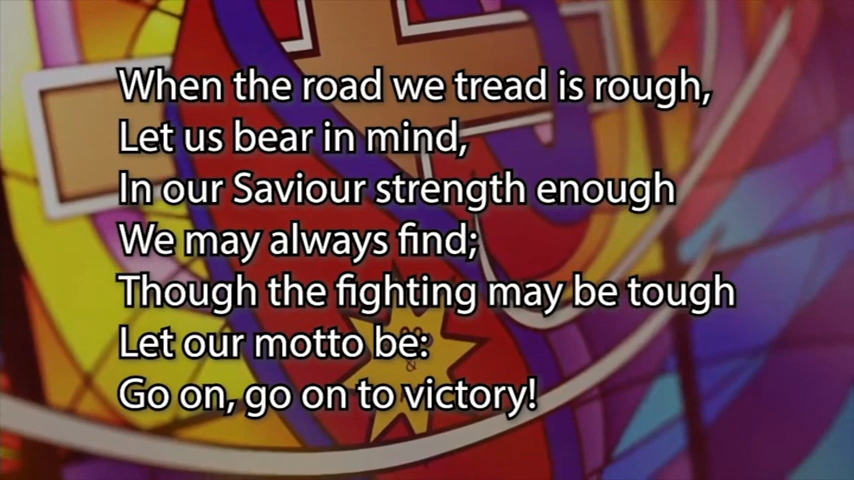 When the road we tread is rough,
Let us bear in mind,
In our Saviour strength enough
We may always find;
Though the fighting may be tough
Let our motto be:
Go on, go on to victory!
&